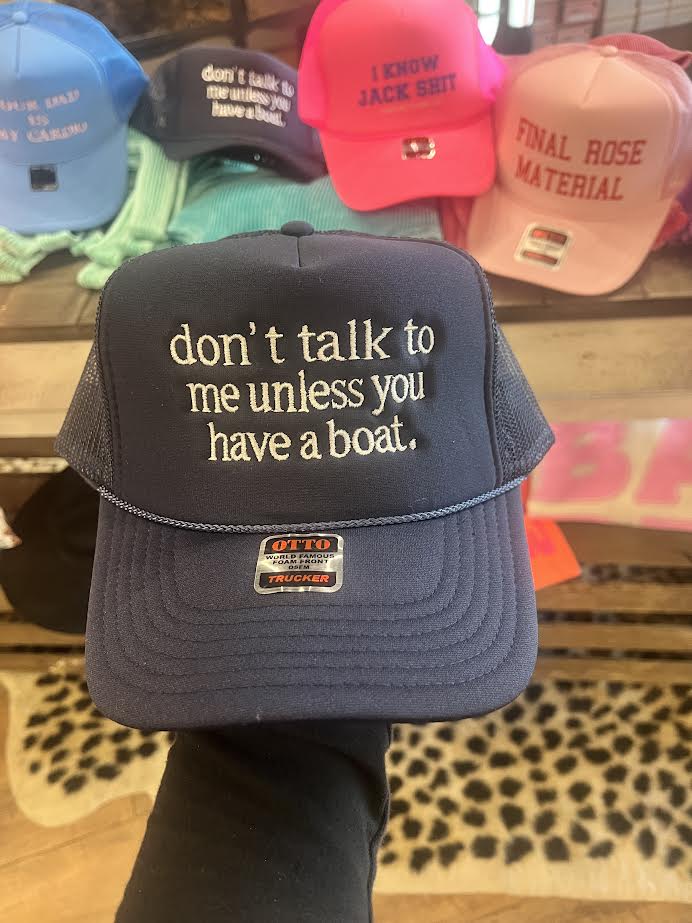 IS
don't talk to
me unless you
have a boat.
I KNOW
JACK SHIT
FINAL ROSE
MATERIAL
don't talk to
me unless you
have a boat.
OTTO
WORLD FAMOUS
FOAM FRONT
TRUCKER